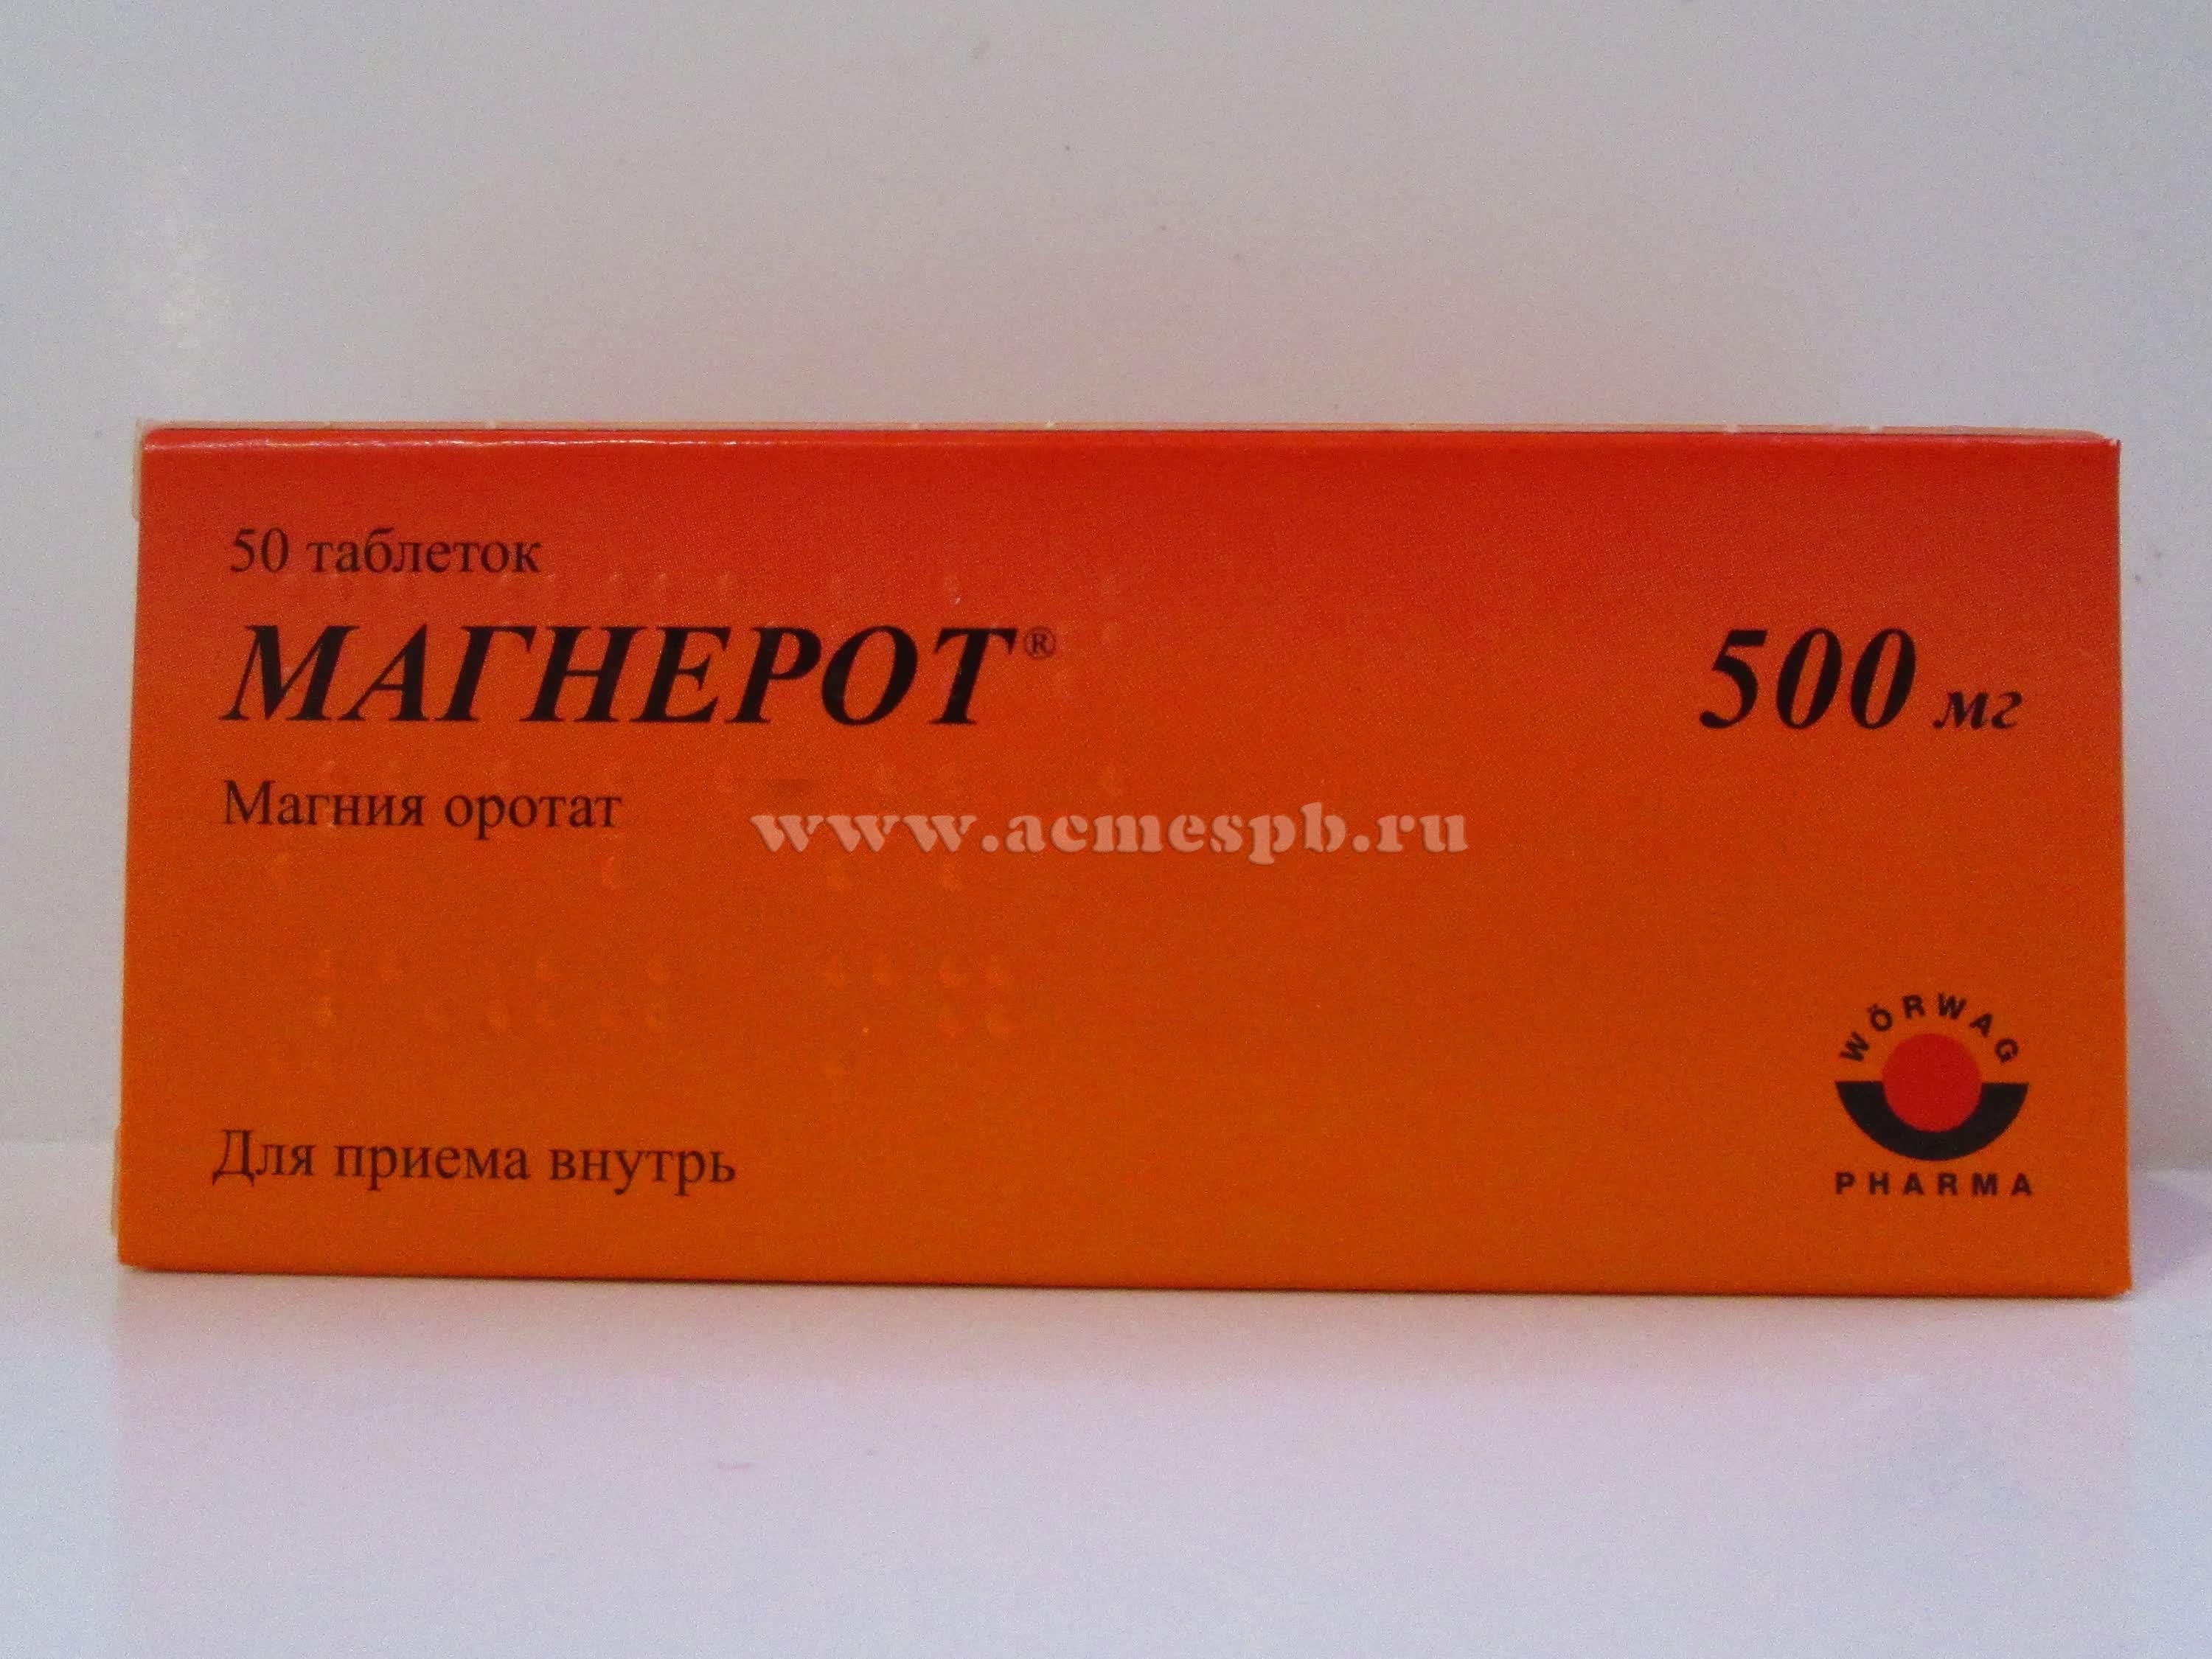 50 таблеток
МАГНЕРОТ®
500 мг
Магния оротат
www.acmespb.ru
WÖRWAG
PHARMA
Для приема внутрь